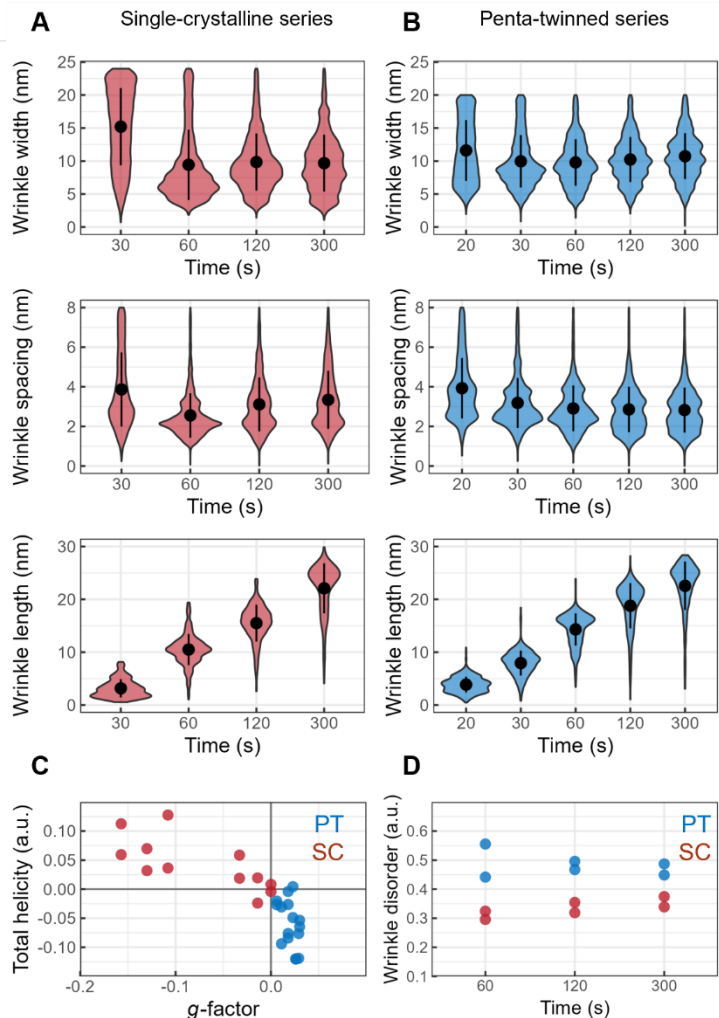 A Single-crystalline series
B Penta-twinned series
Wrinkle width (nm)
25
20
15
10
5
0
30 60 120 300
Time (s)
Wrinkle width (nm)
25
20
15
10
5
0
20 30 60 120 300
Time (s)
Wrinkle spacing (nm)
8
6
4
2
0
30 60 120 300
Time (s)
Wrinkle spacing (nm)
8
6
4
2
0
20 30 60 120 300
Time (s)
Wrinkle length (nm)
30
20
10
0
30 60 120 300
Time (s)
Wrinkle length (nm)
30
20
10
0
20 30 60 120 300
Time (s)
C
Total helicity (a.u.)
0.10
0.05
0.00
-0.05
-0.10
PT
SC
-0.2 -0.1 0.0
g-factor
D
Wrinkle disorder (a.u.)
0.6
0.5
0.4
0.3
0.2
0.1
PT
SC
60 120 300
Time (s)